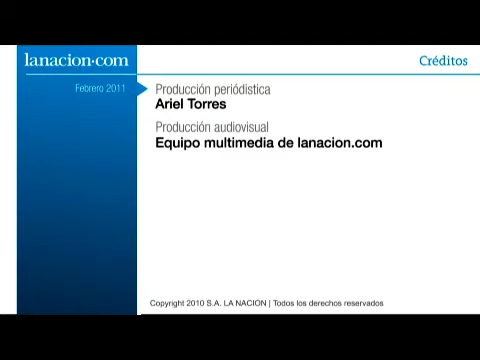 lanacion.com
Créditos
Febrero 2011
Producción periódistica
Ariel Torres
Producción audiovisual
Equipo multimedia de lanacion.com
Copyright 2010 S.A. LA NACION | Todos los derechos reservados